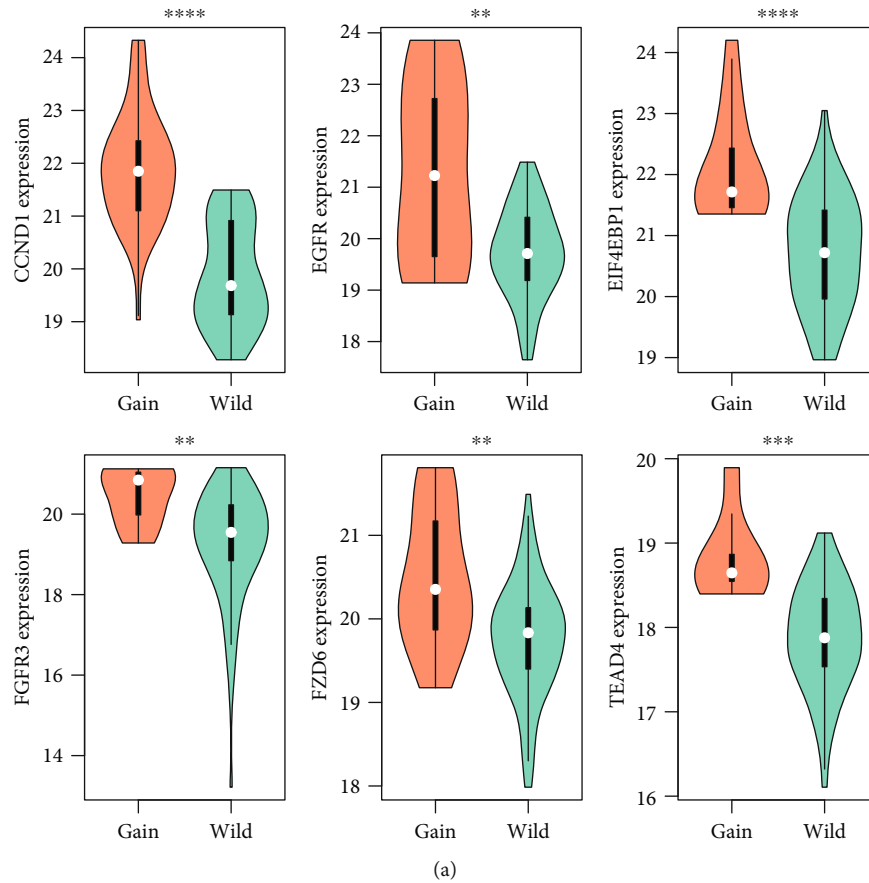 ****
CCND1 expression
24
23
22
21
20
19
Gain
Wild
**
EGFR expression
24
23
22
21
20
19
18
Gain
Wild
****
EIF4EBP1 expression
24
23
22
21
20
19
Gain
Wild
**
FGFR3 expression
20
18
16
14
Gain
Wild
**
FZD6 expression
21
20
19
18
Gain
Wild
***
TEAD4 expression
20
19
18
17
16
Gain
Wild
(a)